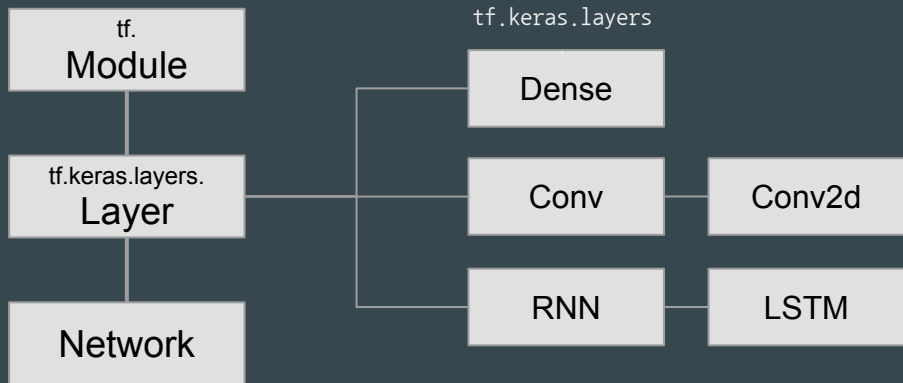 tf.
Module
tf.keras.layers.
Layer
Network
tf.keras.layers
Dense
Conv
Conv2d
RNN
LSTM